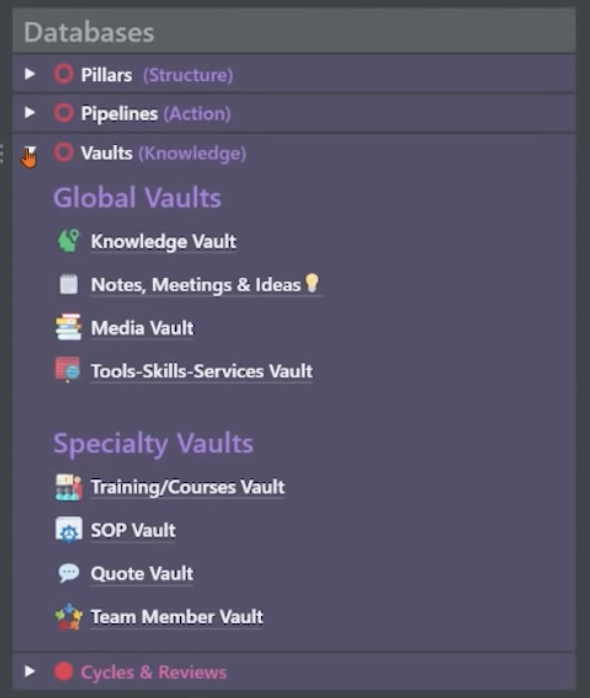 Databases
Pillars (Structure)
Pipelines (Action)
Vaults (Knowledge)
Global Vaults
Knowledge Vault
Notes, Meetings & Ideas💡
Media Vault
Tools-Skills-Services Vault
Specialty Vaults
Training/Courses Vault
SOP Vault
Quote Vault
Team Member Vault
Cycles & Reviews